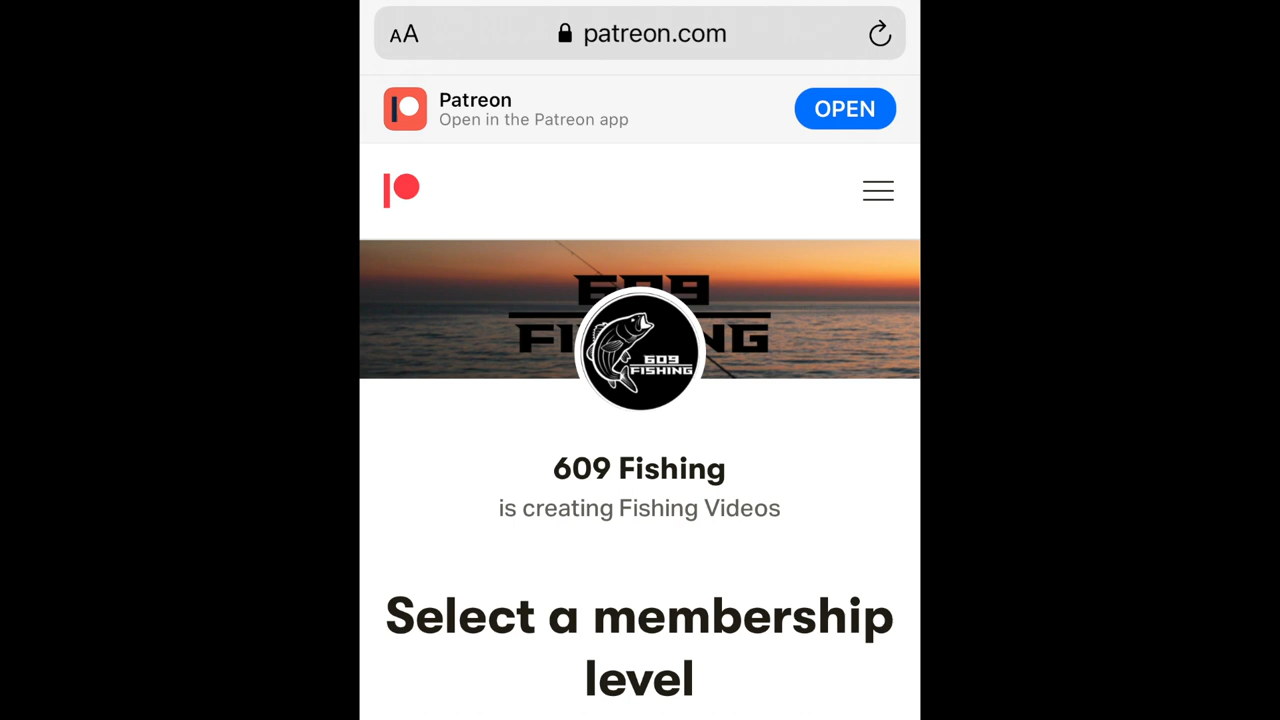 AA
patreon.com
Patreon
Open in the Patreon app
OPEN
609
FISHING
609
FISHING
609 Fishing
is creating Fishing Videos
Select a membership
level